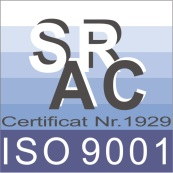 SR
AC
Certificat Nr.1929
ISO 9001